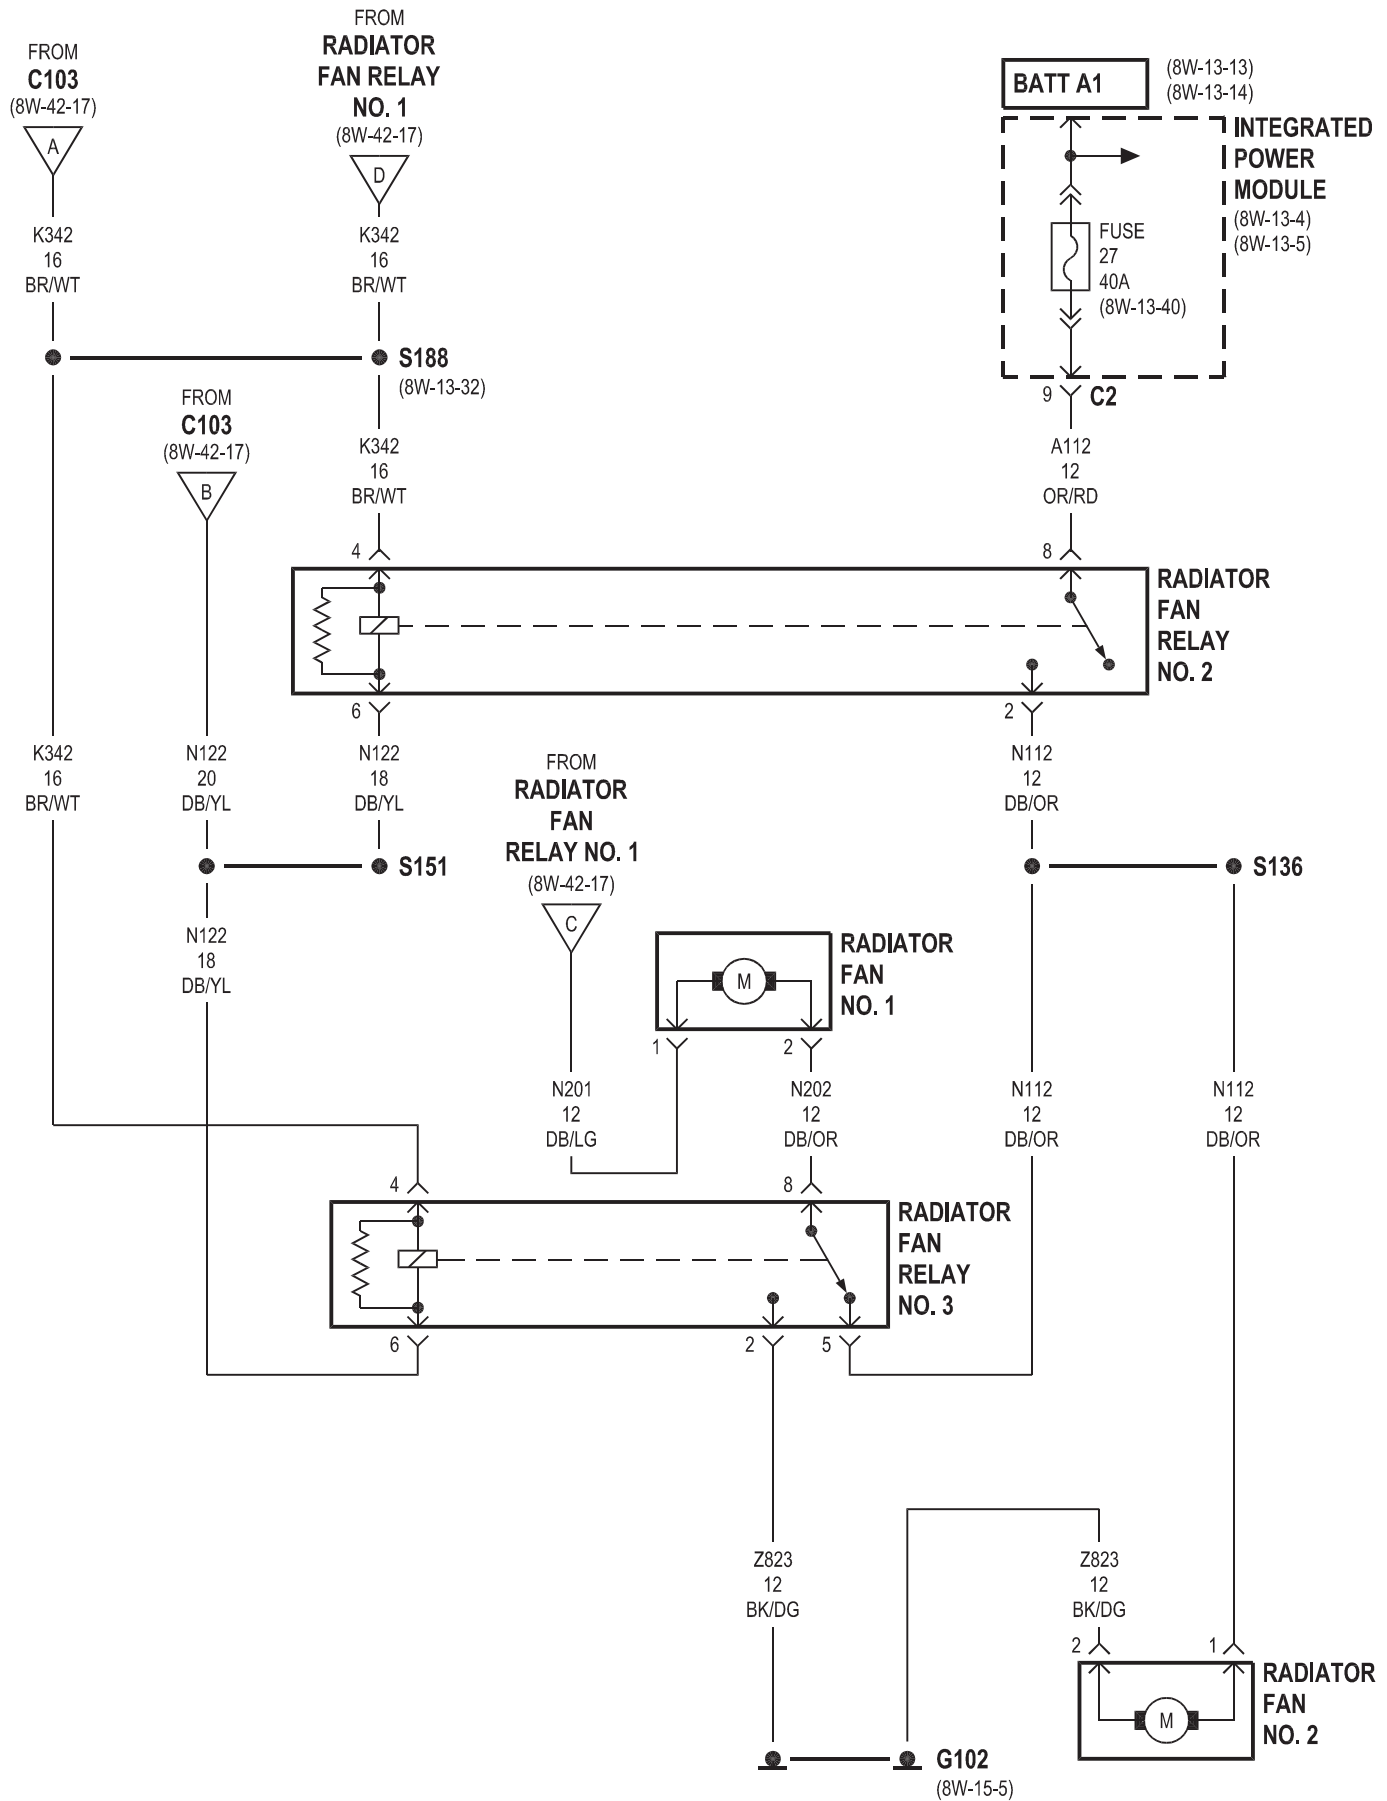 FROM
C103
(8W-42-17)
A
K342
16
BR/WT
FROM
RADIATOR
FAN RELAY
NO. 1
(8W-42-17)
D
K342
16
BR/WT
BATT A1
(8W-13-13)
(8W-13-14)
INTEGRATED
POWER
MODULE
(8W-13-4)
(8W-13-5)
FUSE
27
40A
(8W-13-40)
9
C2
S188
(8W-13-32)
FROM
C103
(8W-42-17)
B
K342
16
BR/WT
A112
12
OR/RD
4
8
RADIATOR
FAN
RELAY
NO. 2
6
2
K342
16
BR/WT
N122
20
DB/YL
N122
18
DB/YL
N112
12
DB/OR
FROM
RADIATOR
FAN
RELAY NO. 1
(8W-42-17)
C
S151
S136
N122
18
DB/YL
M
RADIATOR
FAN
NO. 1
1
2
N201
12
DB/LG
N202
12
DB/OR
N112
12
DB/OR
N112
12
DB/OR
4
8
RADIATOR
FAN
RELAY
NO. 3
6
2
5
Z823
12
BK/DG
Z823
12
BK/DG
2
1
M
RADIATOR
FAN
NO. 2
G102
(8W-15-5)